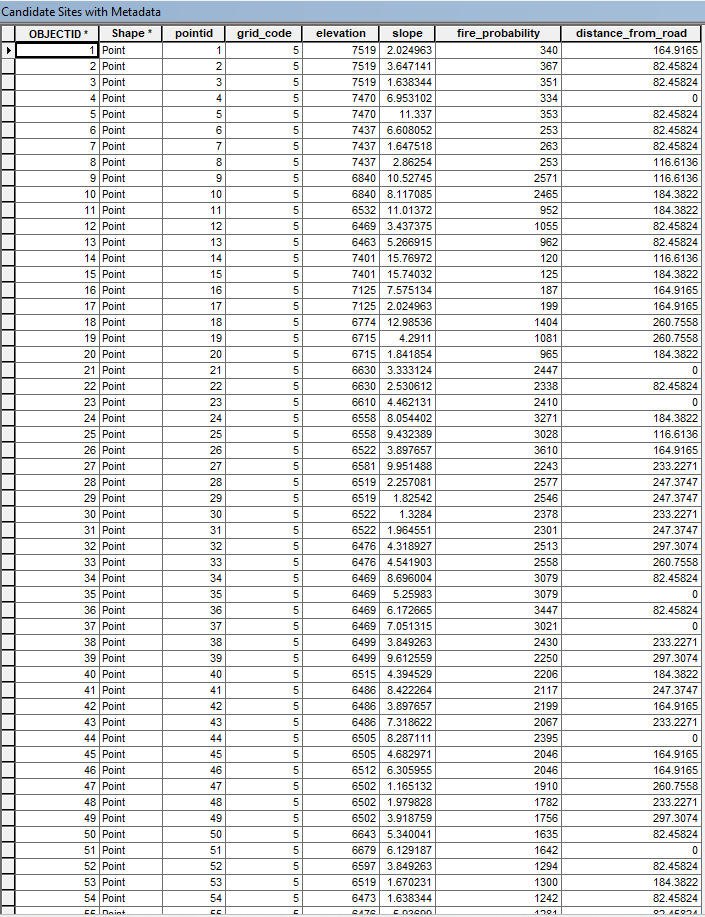 Candidate Sites with Metadata
OBJECTID * Shape * pointid grid_code elevation slope fire_probability distance_from_road
1 Point 1 5 7519 2.024963 340 164.9165
2 Point 2 5 7519 3.647141 367 82.45824
3 Point 3 5 7519 1.638344 351 82.45824
4 Point 4 5 7470 6.953102 334 0
5 Point 5 5 7470 11.337 353 82.45824
6 Point 6 5 7437 6.608052 253 82.45824
7 Point 7 5 7437 1.647518 263 82.45824
8 Point 8 5 7437 2.86254 253 116.6136
9 Point 9 5 6840 10.52745 2571 116.6136
10 Point 10 5 6840 8.117085 2465 184.3822
11 Point 11 5 6532 11.01372 952 184.3822
12 Point 12 5 6469 3.437375 1055 82.45824
13 Point 13 5 6463 5.266915 962 82.45824
14 Point 14 5 7401 15.76972 120 116.6136
15 Point 15 5 7401 15.74032 125 184.3822
16 Point 16 5 7125 7.575134 187 164.9165
17 Point 17 5 7125 2.024963 199 164.9165
18 Point 18 5 6774 12.98536 1404 260.7558
19 Point 19 5 6715 4.2911 1081 260.7558
20 Point 20 5 6715 1.841854 965 184.3822
21 Point 21 5 6630 3.333124 2447 0
22 Point 22 5 6630 2.530612 2338 82.45824
23 Point 23 5 6610 4.462131 2410 0
24 Point 24 5 6558 8.054402 3271 184.3822
25 Point 25 5 6558 9.432389 3028 116.6136
26 Point 26 5 6522 3.897657 3610 164.9165
27 Point 27 5 6581 9.951488 2243 233.2271
28 Point 28 5 6519 2.257081 2577 247.3747
29 Point 29 5 6519 1.82542 2546 247.3747
30 Point 30 5 6522 1.3284 2378 233.2271
31 Point 31 5 6522 1.964551 2301 247.3747
32 Point 32 5 6476 4.318927 2513 297.3074
33 Point 33 5 6476 4.541903 2558 260.7558
34 Point 34 5 6469 8.696004 3079 82.45824
35 Point 35 5 6469 5.25983 3079 0
36 Point 36 5 6469 6.172665 3447 82.45824
37 Point 37 5 6469 7.051315 3021 0
38 Point 38 5 6499 3.849263 2430 233.2271
39 Point 39 5 6499 9.612559 2250 297.3074
40 Point 40 5 6515 4.394529 2206 184.3822
41 Point 41 5 6486 8.422264 2117 247.3747
42 Point 42 5 6486 3.897657 2199 164.9165
43 Point 43 5 6486 7.318622 2067 233.2271
44 Point 44 5 6505 8.287111 2395 0
45 Point 45 5 6505 4.682971 2046 164.9165
46 Point 46 5 6512 6.305955 2046 164.9165
47 Point 47 5 6502 1.165132 1910 260.7558
48 Point 48 5 6502 1.979828 1782 233.2271
49 Point 49 5 6502 3.918759 1756 297.3074
50 Point 50 5 6643 5.340041 1635 82.45824
51 Point 51 5 6679 6.129187 1642 0
52 Point 52 5 6597 3.849263 1294 82.45824
53 Point 53 5 6519 1.670231 1300 184.3822
54 Point 54 5 6473 1.638344 1242 82.45824
55 Point 55 5 6476